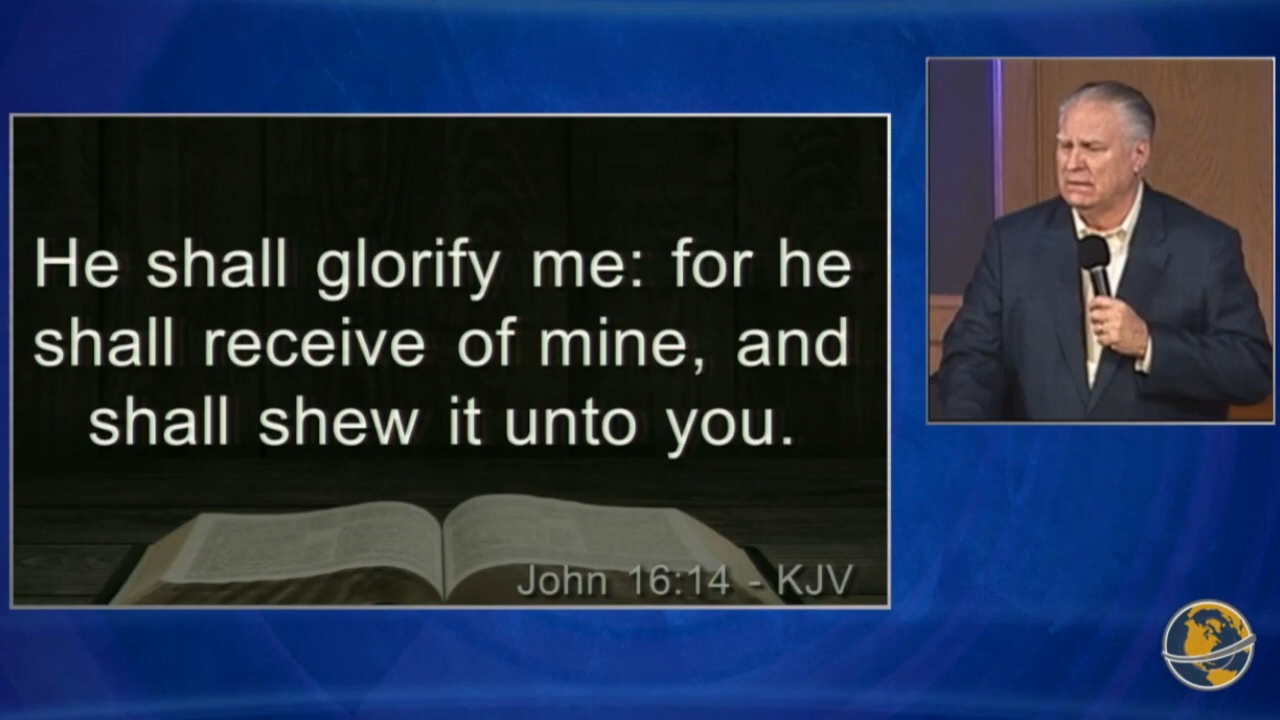 He shall glorify me: for he
shall receive of mine, and
shall shew it unto you.
John 16:14 - KJV